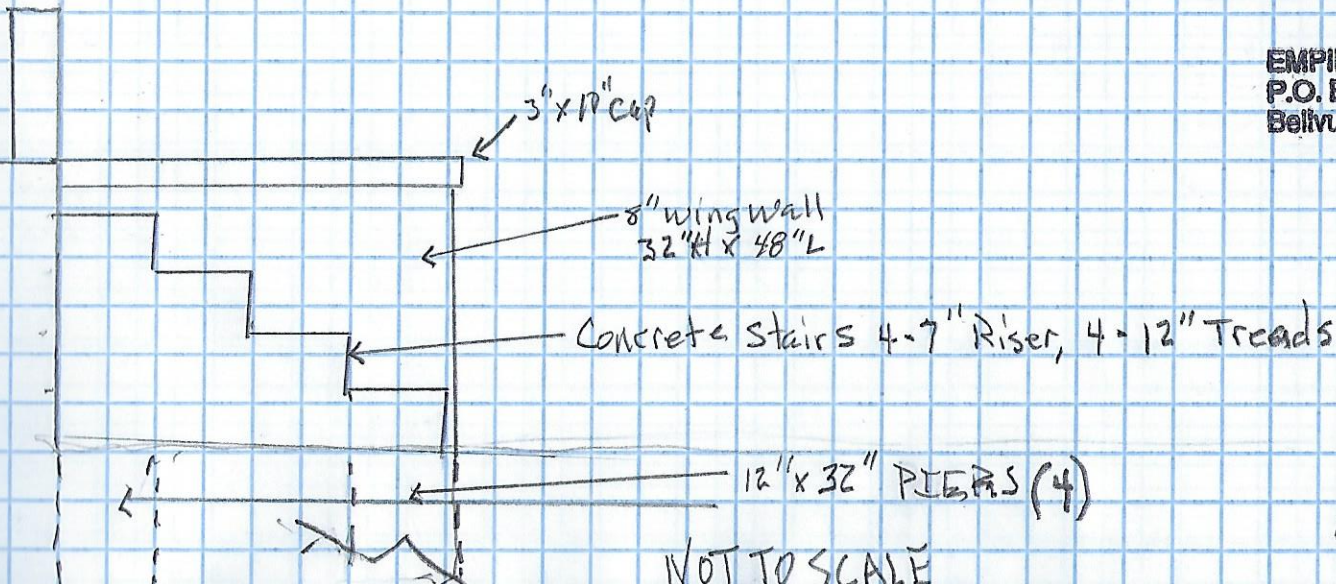 EMPI
P.O.
Bellvu
3" x 10" Cap
8" wing wall
32"H x 48"L
Concrete Stairs 4-7" Riser, 4-12" Treads
12" x 32" PIERS (4)
NOT TO SCALE